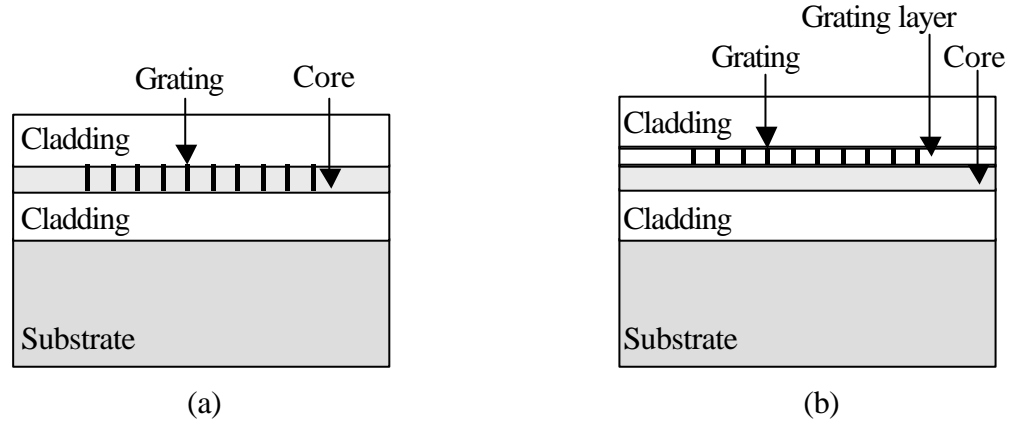 Grating
Core
Cladding
Cladding
Substrate
(a)
Grating layer
Grating
Core
Cladding
Cladding
Substrate
(b)